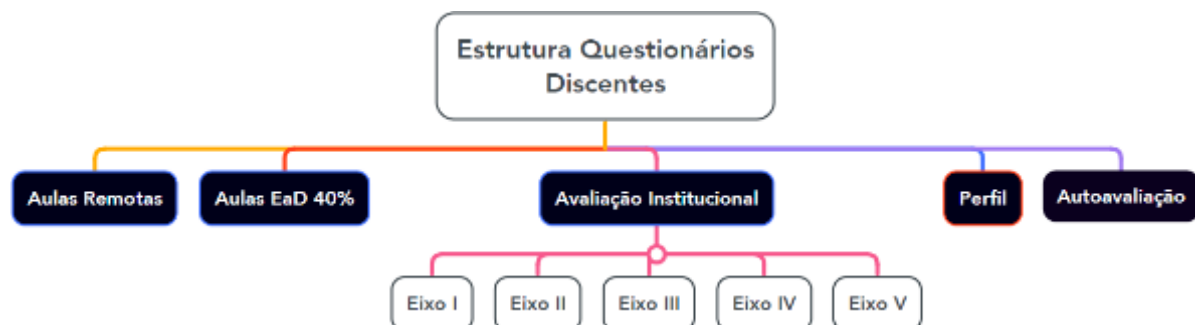 Estrutura Questionários
Discentes
Aulas Remotas
Aulas EaD 40%
Avaliação Institucional
Perfil
Autoavaliação
Eixo I
Eixo II
Eixo III
Eixo IV
Eixo V